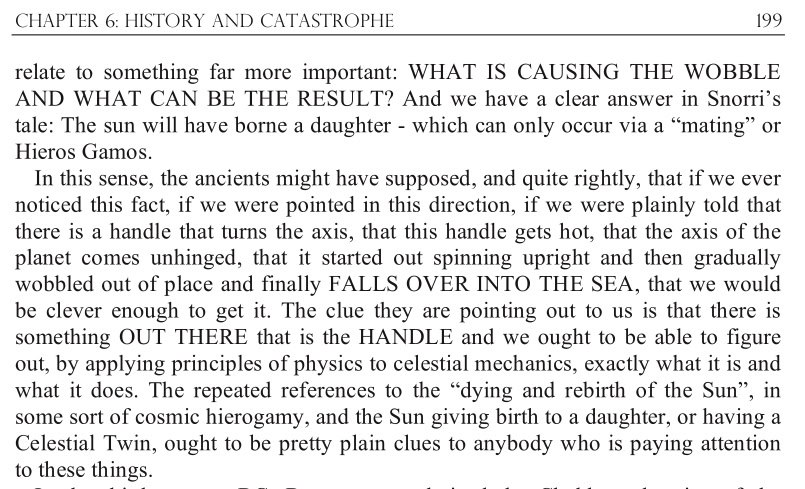 CHAPTER 6: HISTORY AND CATASTROPHE 199
relate to something far more important: WHAT IS CAUSING THE WOBBLE
AND WHAT CAN BE THE RESULT? And we have a clear answer in Snorri’s
tale: The sun will have borne a daughter - which can only occur via a “mating” or
Hieros Gamos.
In this sense, the ancients might have supposed, and quite rightly, that if we ever
noticed this fact, if we were pointed in this direction, if we were plainly told that
there is a handle that turns the axis, that this handle gets hot, that the axis of the
planet comes unhinged, that it started out spinning upright and then gradually
wobbled out of place and finally FALLS OVER INTO THE SEA, that we would
be clever enough to get it. The clue they are pointing out to us is that there is
something OUT THERE that is the HANDLE and we ought to be able to figure
out, by applying principles of physics to celestial mechanics, exactly what it is and
what it does. The repeated references to the “dying and rebirth of the Sun”, in
some sort of cosmic hierogamy, and the Sun giving birth to a daughter, or having a
Celestial Twin, ought to be pretty plain clues to anybody who is paying attention
to these things.